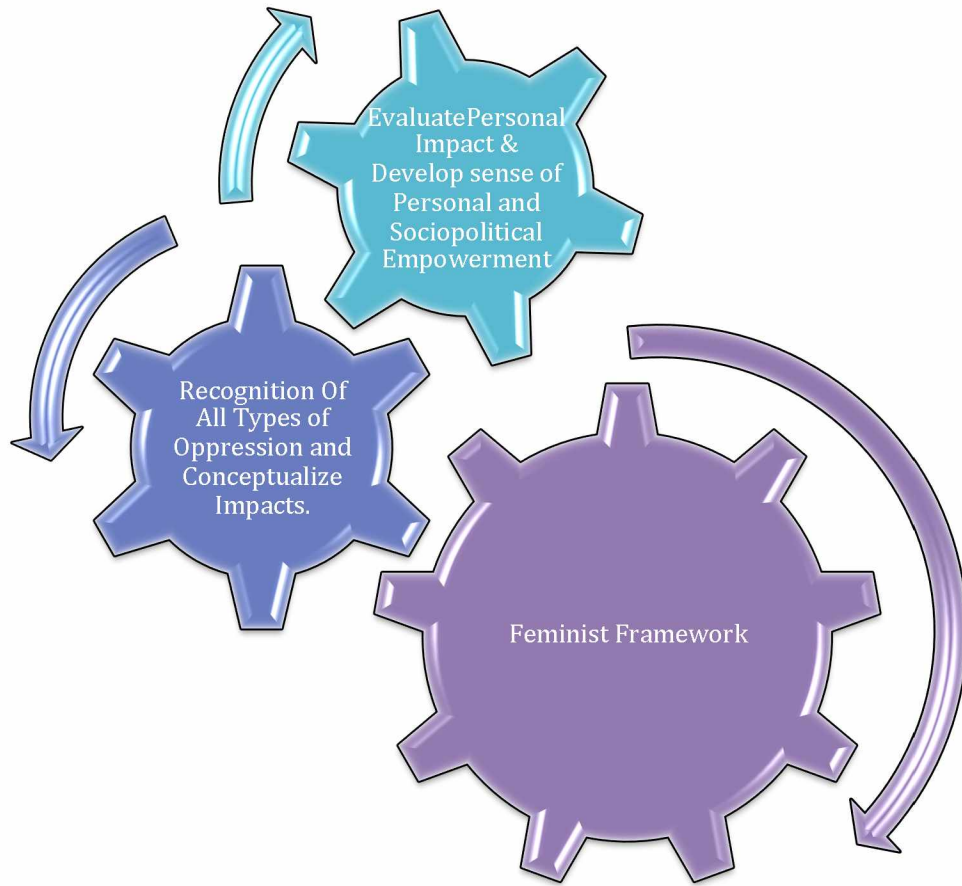 EvaluatePersonal
Impact &
Develop sense of
Personal and
Sociopolitical
Empowerment
Recognition Of
All Types of
Oppression and
Conceptualize
Impacts.
Feminist Framework